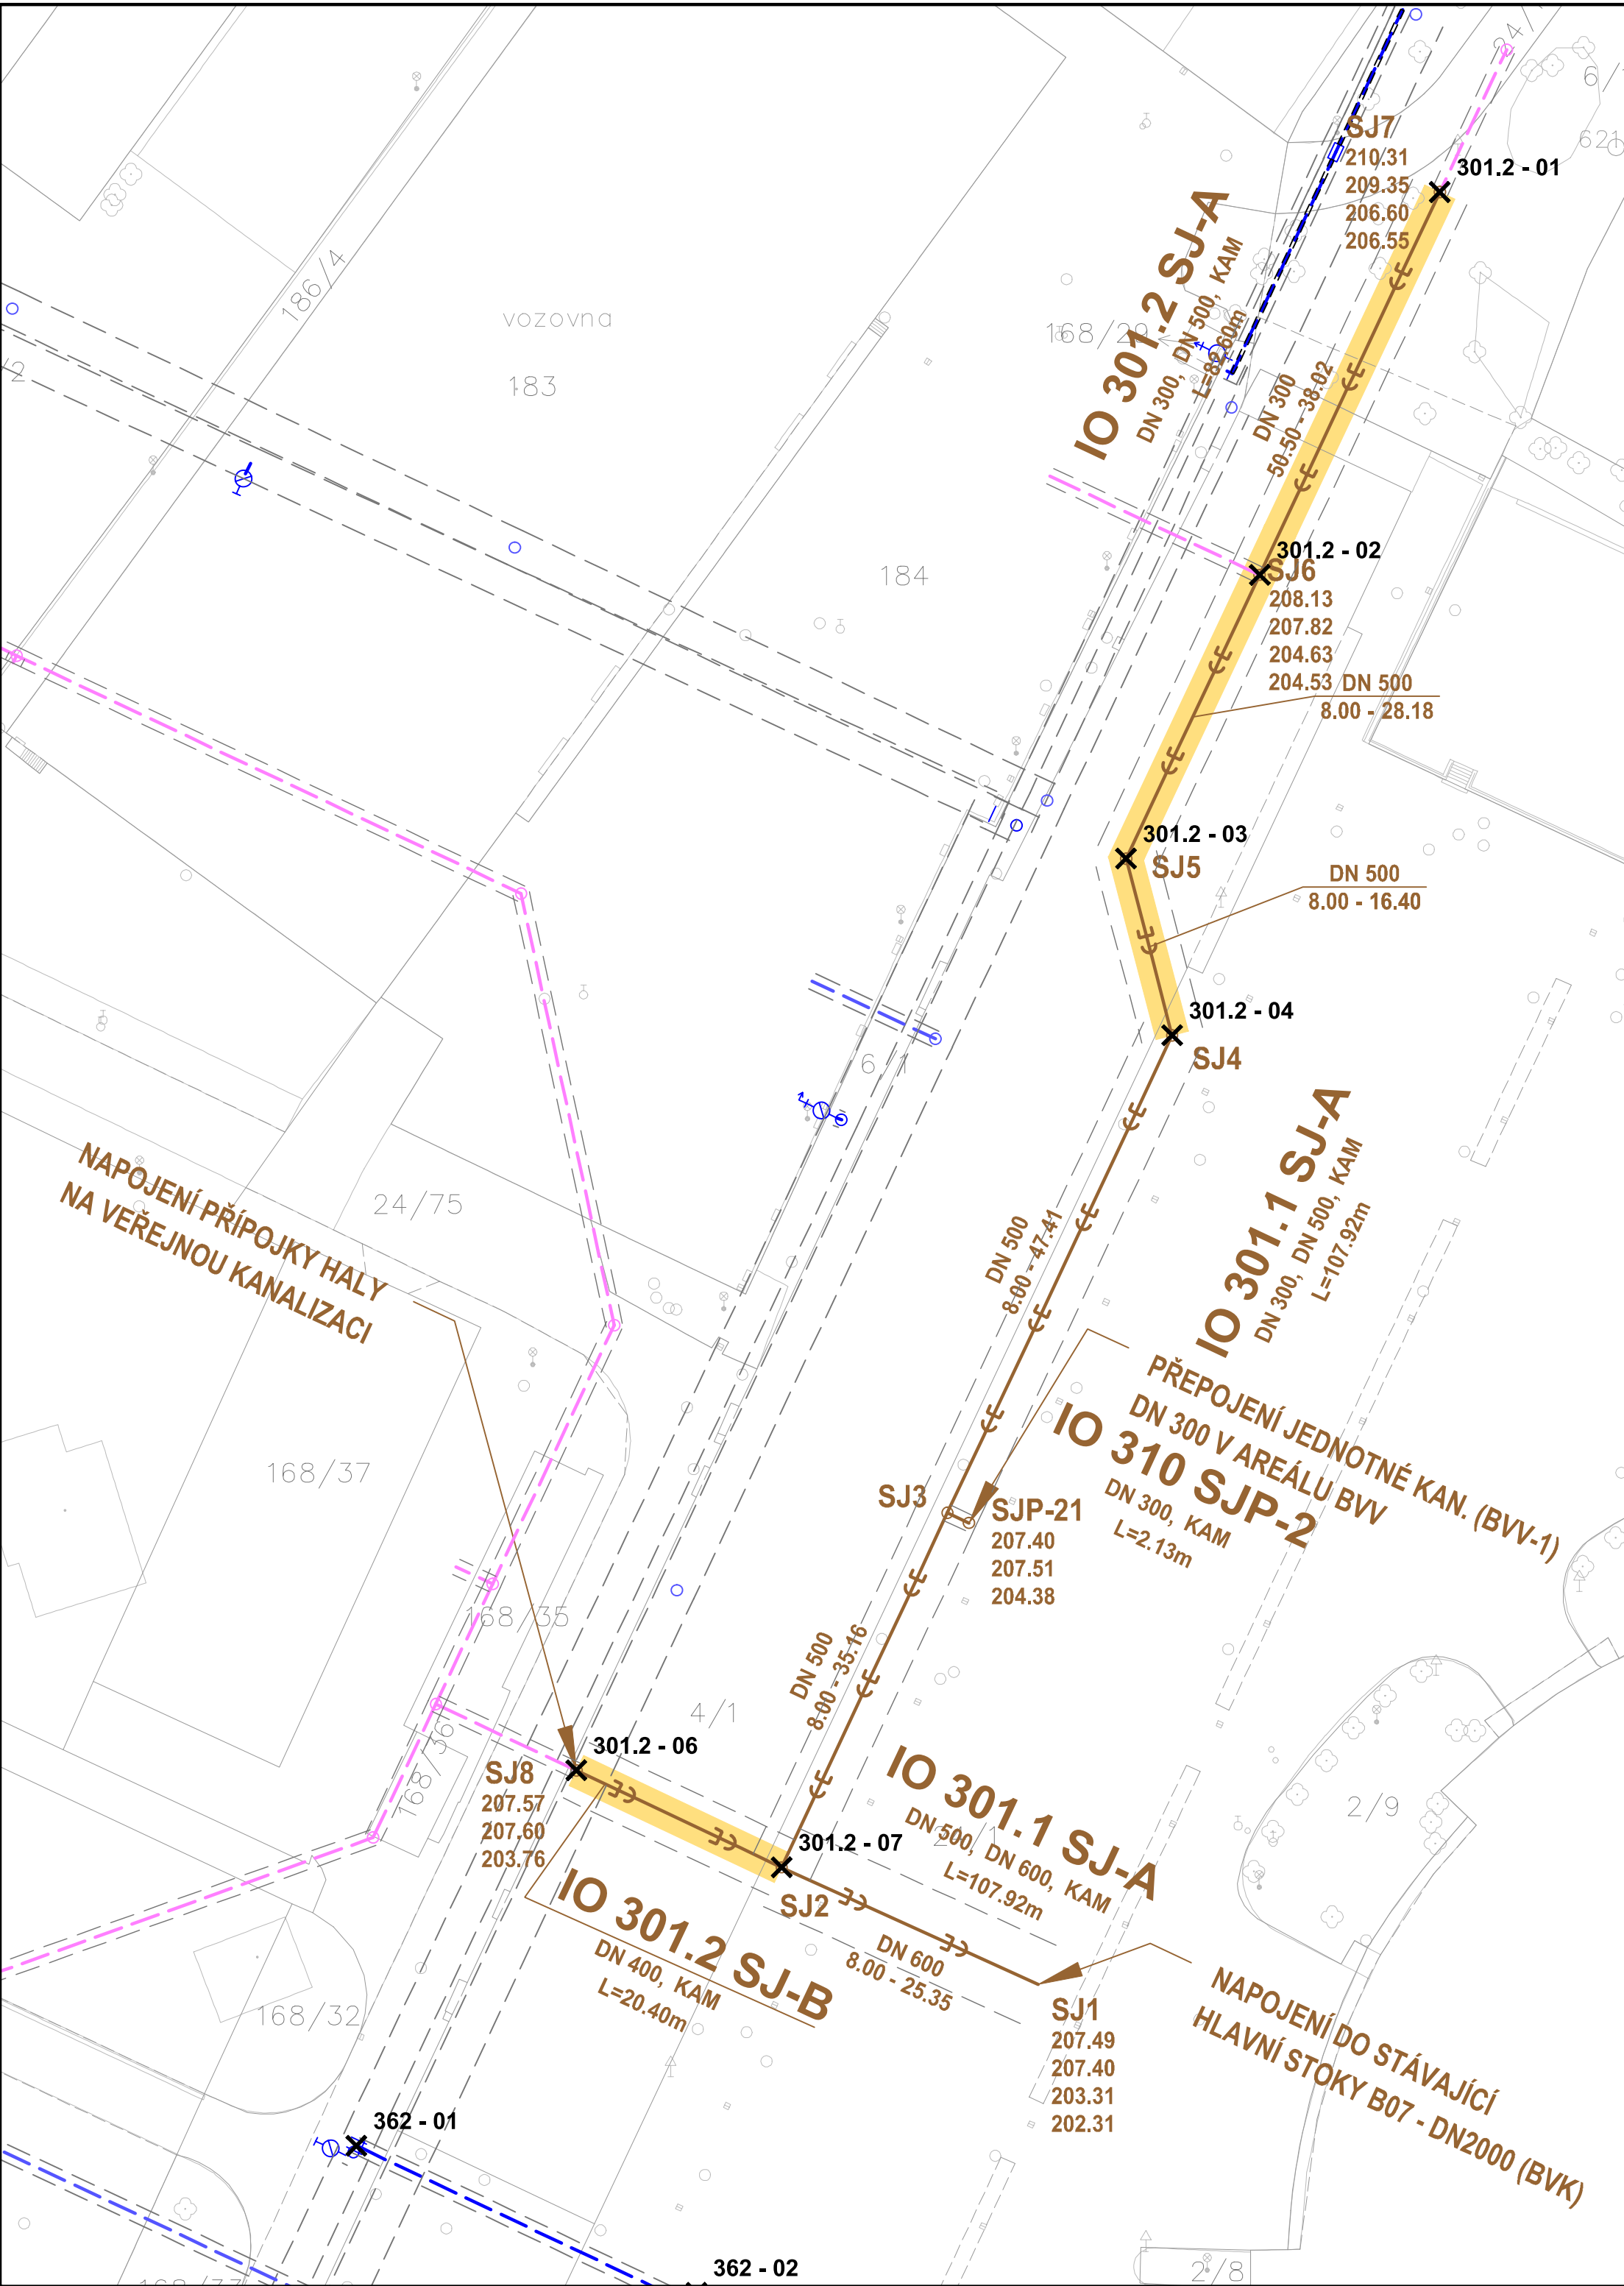 SJ7
210.31
209.35
206.60
206.55
301.2 - 01
621
186/4
vozovna
183
168/29
IO 301.2 SJ-A
DN 300, DN 500, KAM
L=82.60m
DN 300
50.50 - 38.02
301.2 - 02
SJ6
208.13
207.82
204.63
204.53
DN 500
8.00 - 28.18
184
301.2 - 03
SJ5
DN 500
8.00 - 16.40
301.2 - 04
SJ4
NAPOJENÍ PŘÍPOJKY HALY
NA VEŘEJNOU KANALIZACI
24/75
DN 500
8.00 - 47.41
IO 301.1 SJ-A
DN 300, DN 500, KAM
L=107.92m
PŘEPOJENÍ JEDNOTNÉ KAN. (BVV-1)
DN 300 V AREÁLU BVV
IO 310 SJP-2
DN 300, KAM
L=2.13m
168/37
SJ3
SJP-21
207.40
207.51
204.38
168/35
DN 500
8.00 - 35.16
4/1
301.2 - 06
SJ8
207.57
207.60
203.76
168/36
301.2 - 07
SJ2
IO 301.1 SJ-A
DN 500, DN 600, KAM
L=107.92m
2/9
IO 301.2 SJ-B
DN 400, KAM
L=20.40m
DN 600
8.00 - 25.35
SJ1
207.49
207.40
203.31
202.31
NAPOJENÍ DO STÁVAJÍCÍ
HLAVNÍ STOKY B07 - DN2000 (BVK)
168/32
362 - 01
362 - 02
2/8